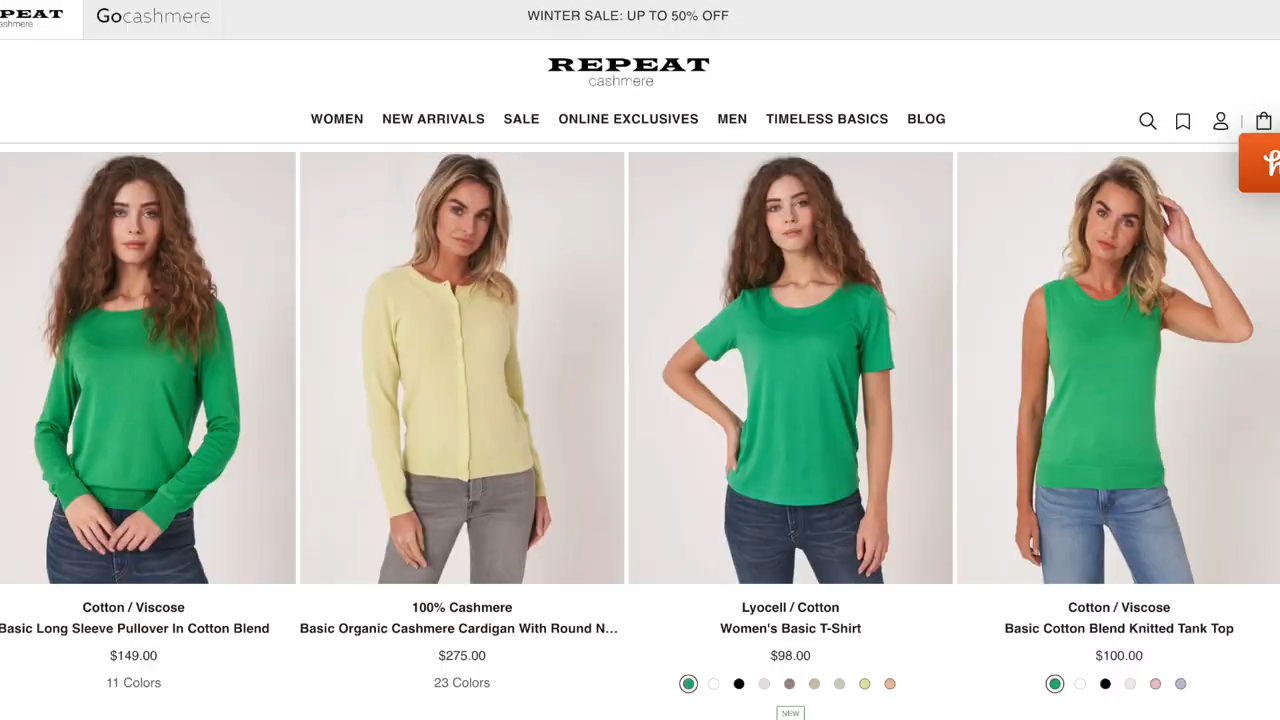 PEAT
cashmere
Gocashmere
WINTER SALE: UP TO 50% OFF
REPEAT
cashmere
WOMEN NEW ARRIVALS SALE ONLINE EXCLUSIVES MEN TIMELESS BASICS BLOG
Cotton / Viscose
Basic Long Sleeve Pullover In Cotton Blend
$149.00
11 Colors
100% Cashmere
Basic Organic Cashmere Cardigan With Round N...
$275.00
23 Colors
Lyocell / Cotton
Women's Basic T-Shirt
$98.00
NEW
Cotton / Viscose
Basic Cotton Blend Knitted Tank Top
$100.00